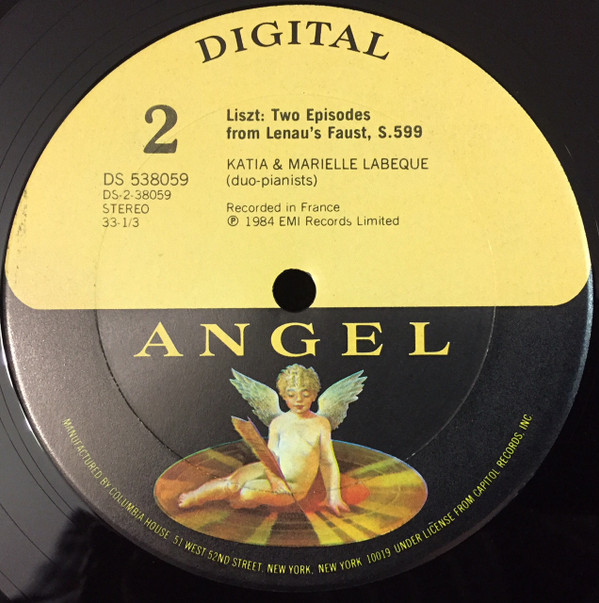 DIGITAL
2
Liszt: Two Episodes
from Lenau's Faust, S.599
KATIA & MARIELLE LABEQUE
(duo-pianists)
DS 538059
DS-2-38059
STEREO
33-1/3
Recorded in France
℗ 1984 EMI Records Limited
ANGEL
MANUFACTURED BY COLUMBIA HOUSE, 51 WEST 52ND STREET, NEW YORK, NEW YORK 10019 UNDER LICENSE FROM CAPITOL RECORDS, INC.